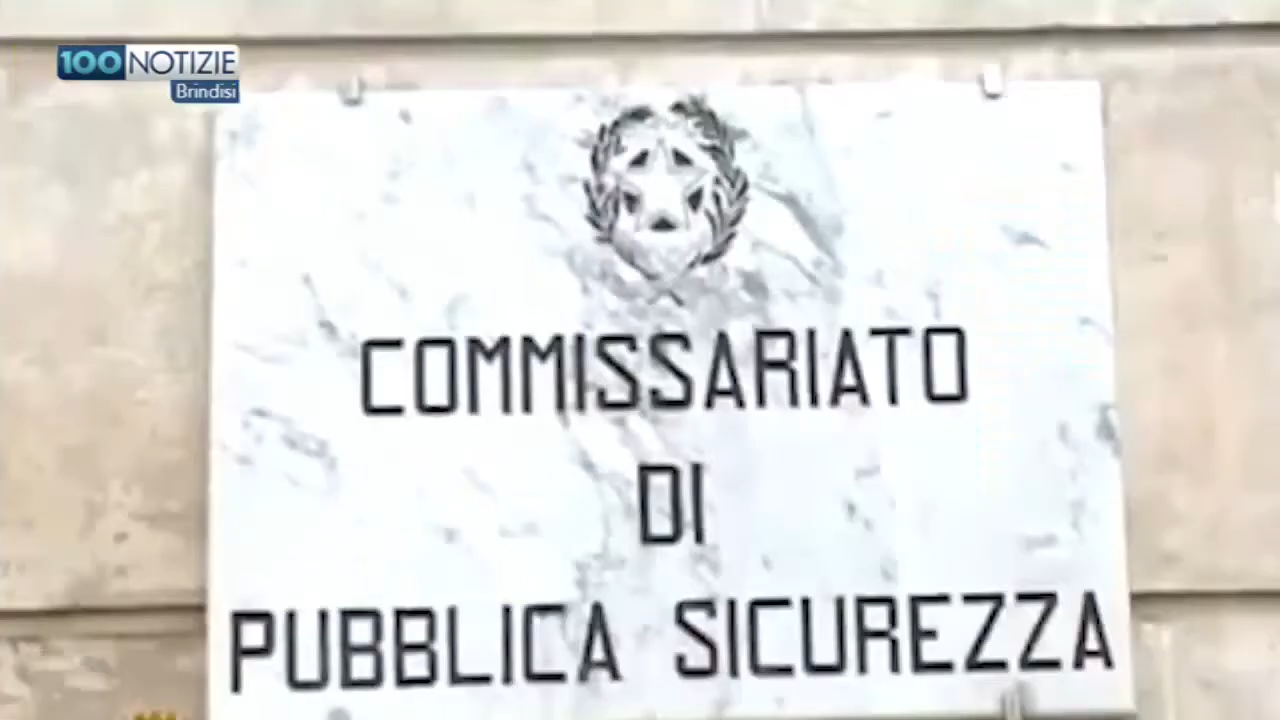 100NOTIZIE
Brindisi
COMMISSARIATO
DI
PUBBLICA SICUREZZA